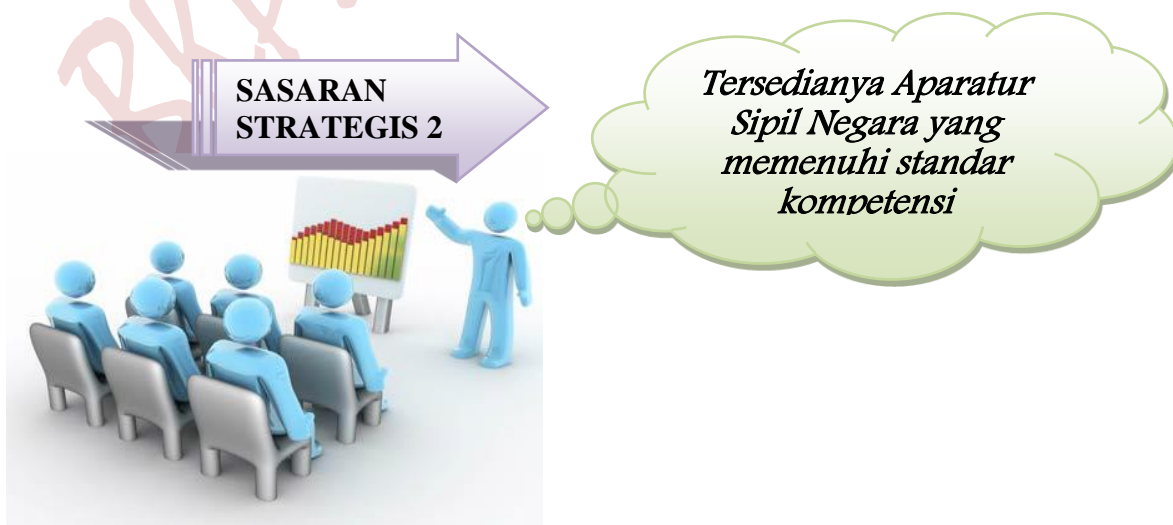 SASARAN
STRATEGIS 2
Tersedianya Aparatur
Sipil Negara yang
memenuhi standar
kompetensi